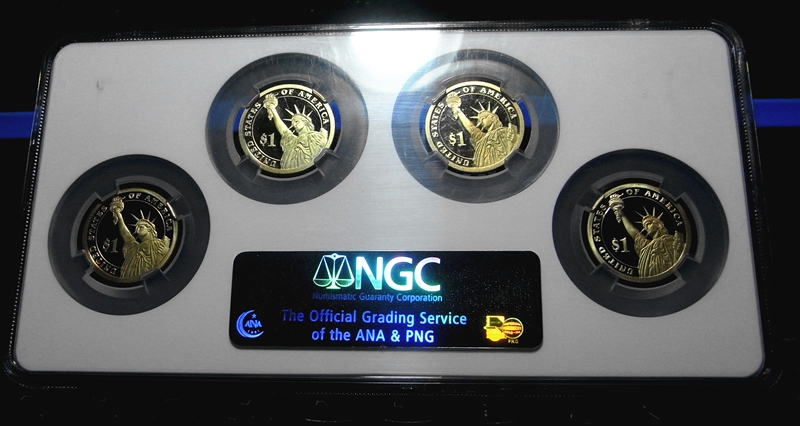 UNITED STATES OF AMERICA
$1
UNITED STATES OF AMERICA
$1
UNITED STATES OF AMERICA
$1
UNITED STATES OF AMERICA
$1
NGC
Numismatic Guaranty Corporation
ANA
The Official Grading Service
of the ANA & PNG
PNG